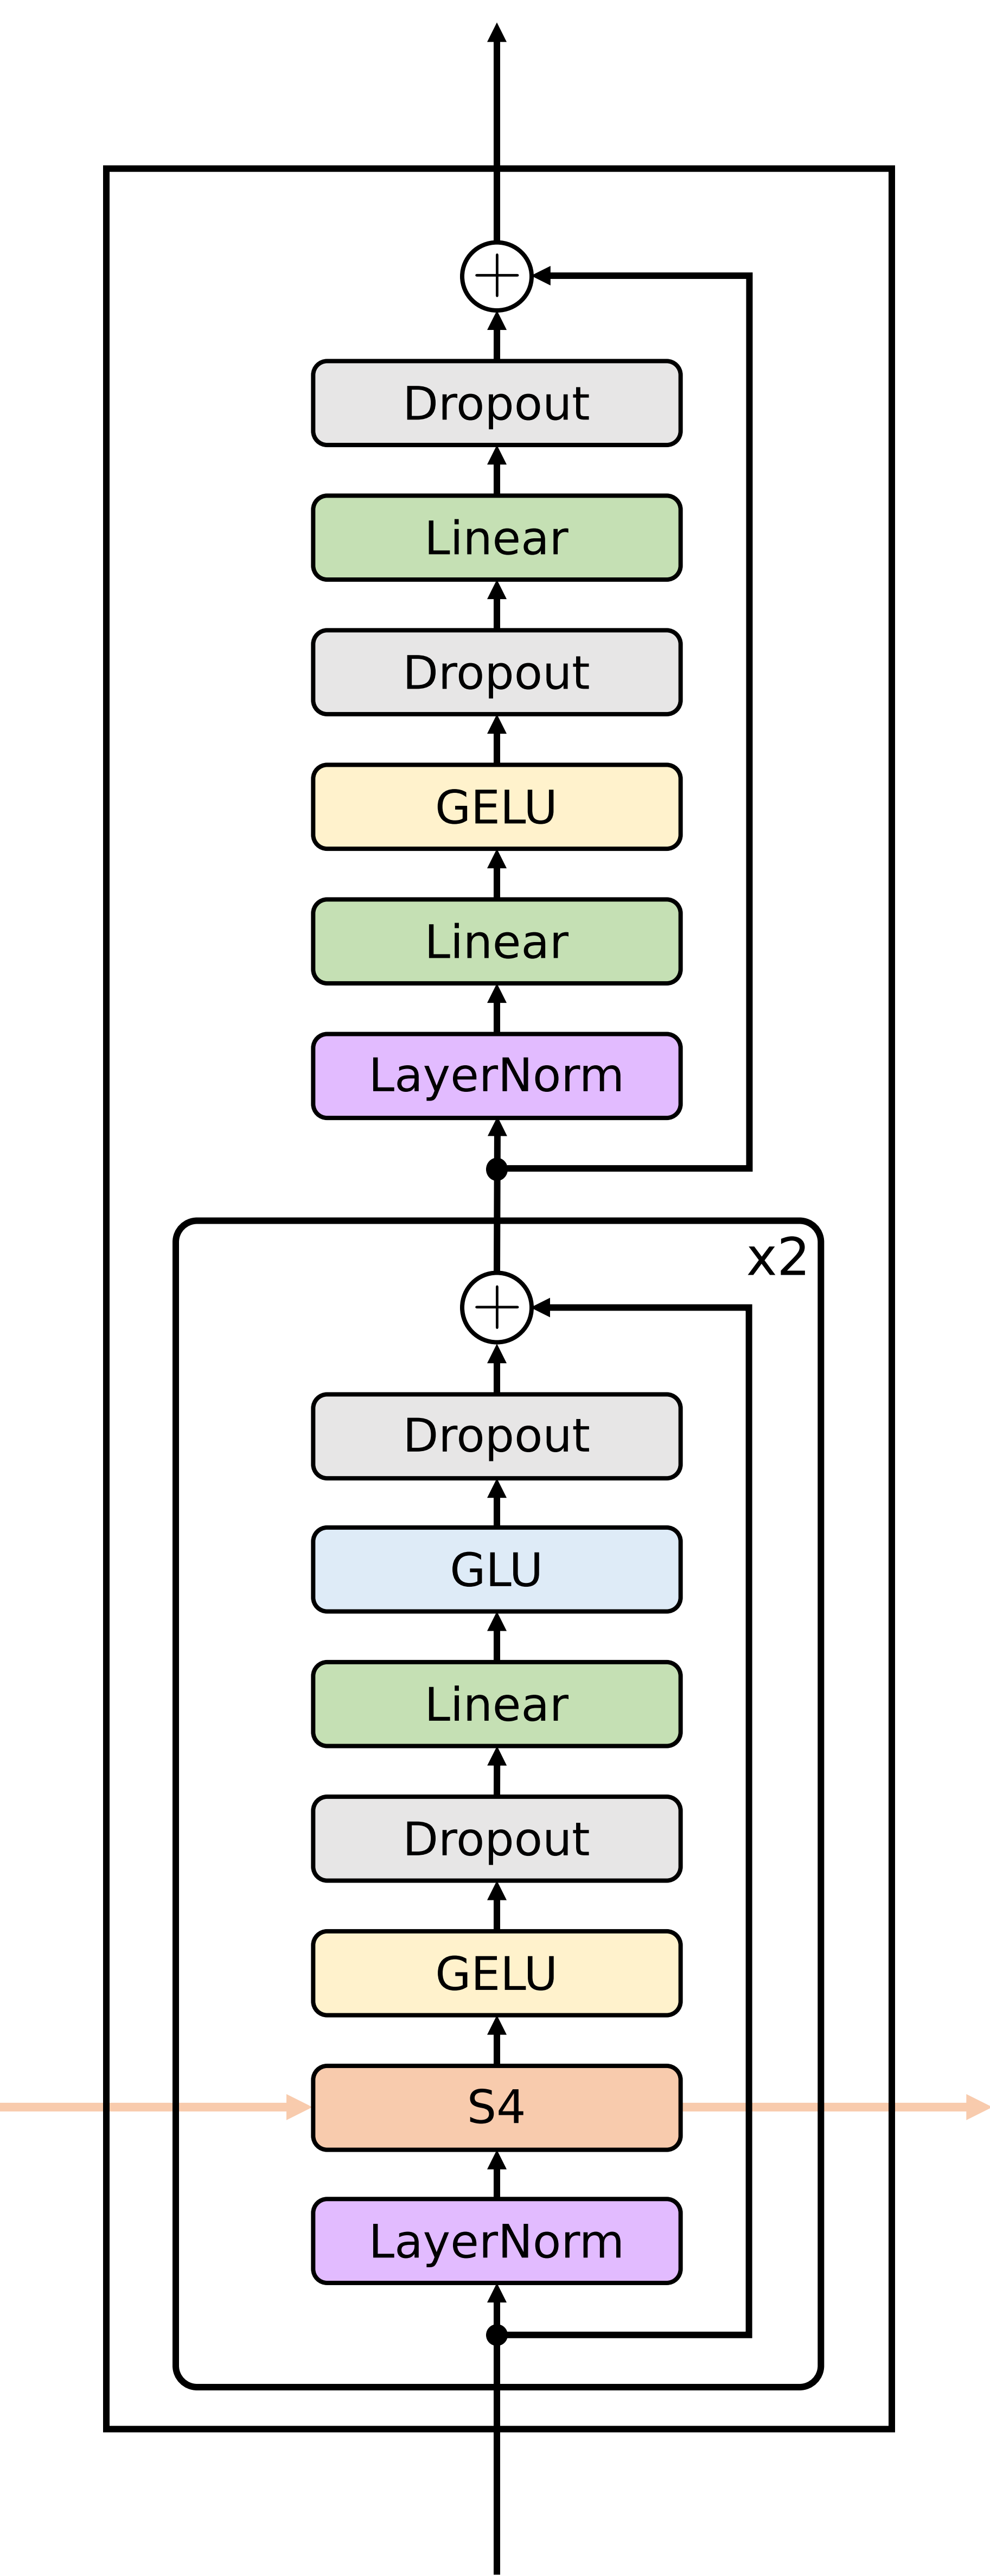 Dropout
Linear
Dropout
GELU
Linear
LayerNorm
x2
Dropout
GLU
Linear
Dropout
GELU
S4
LayerNorm